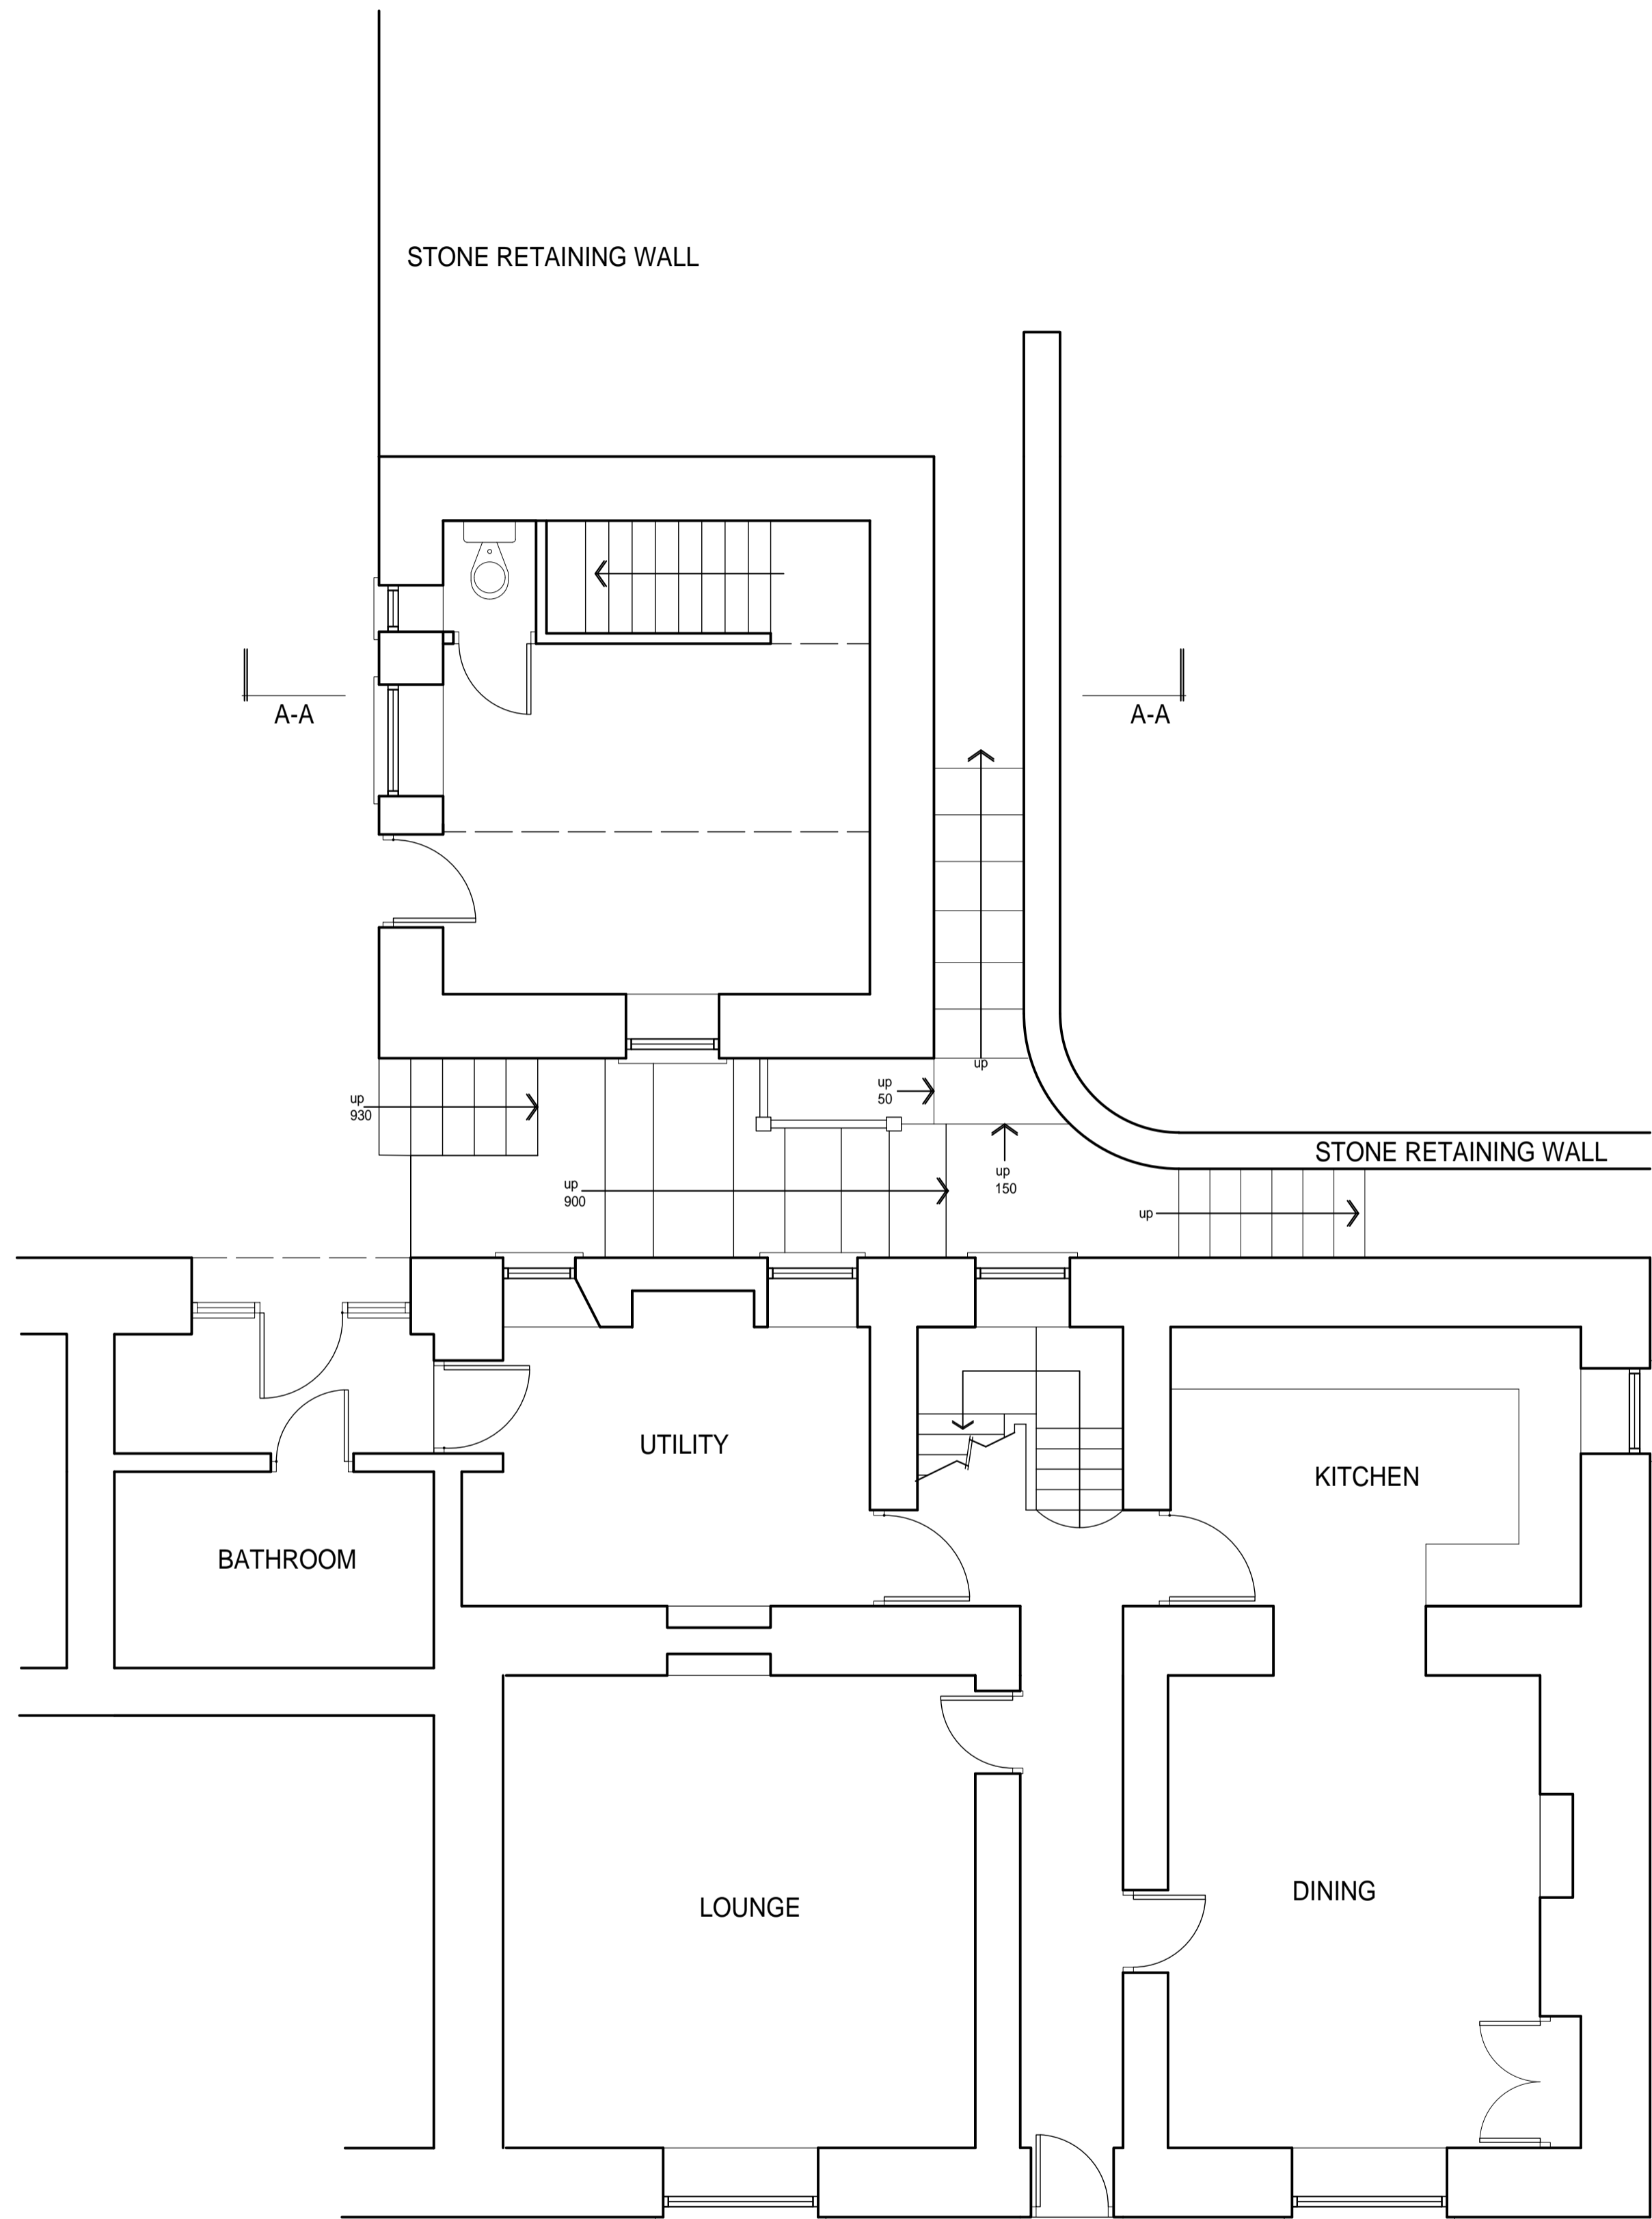 STONE RETAINING WALL
A-A
A-A
up
up
50
up
930
STONE RETAINING WALL
up
150
up
900
up
UTILITY
KITCHEN
BATHROOM
DINING
LOUNGE